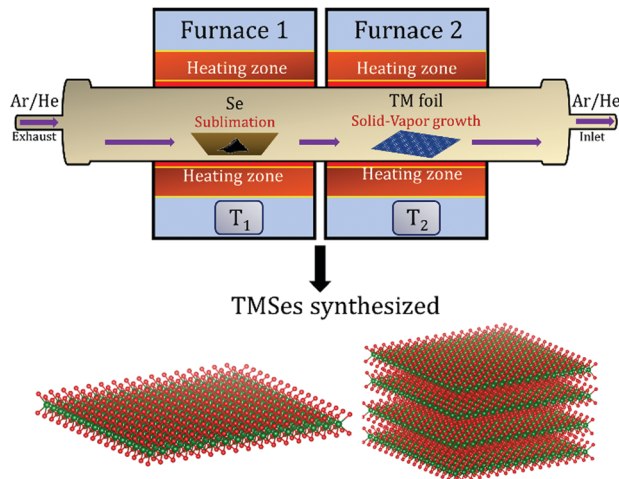 Furnace 1
Furnace 2
Heating zone
Heating zone
Ar/He
Exhaust
Se
Sublimation
TM foil
Solid-Vapor growth
Ar/He
Inlet
Heating zone
Heating zone
T1
T2
TMSes synthesized